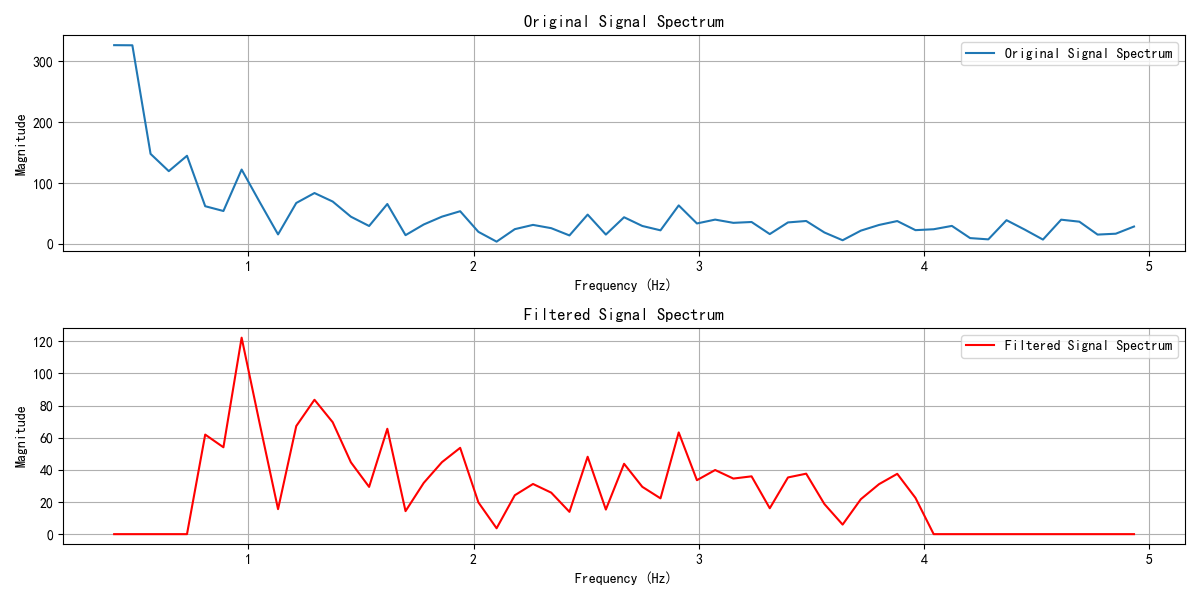 Original Signal Spectrum
300
200
100
0
Magnitude
Original Signal Spectrum
1 2 3 4 5
Frequency (Hz)
Filtered Signal Spectrum
120
100
80
60
40
20
0
Magnitude
Filtered Signal Spectrum
1 2 3 4 5
Frequency (Hz)